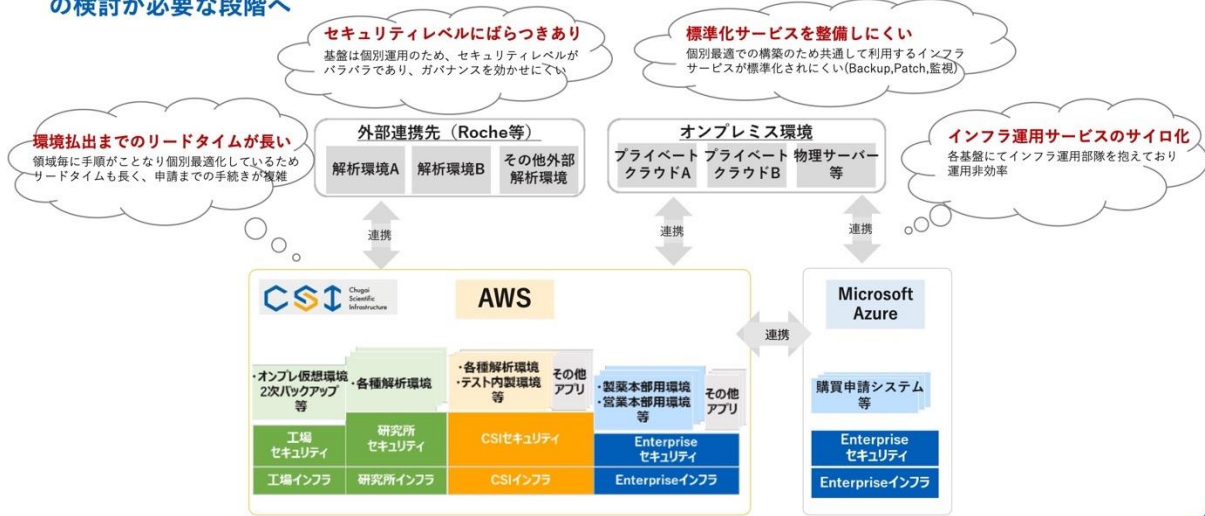 の検討が必要な段階へ
セキュリティレベルにばらつきあり
基盤は個別運用のため、セキュリティレベルが
バラバラであり、ガバナンスを効かせにくい
標準化サービスを整備しにくい
個別最適での構築のため共通して利用するインフラ
サービスが標準化されにくい(Backup,Patch,監視)
環境払出までのリードタイムが長い
領域毎に手順がことなり個別最適化しているため
リードタイムも長く、申請までの手続きが複雑
インフラ運用サービスのサイロ化
各基盤にてインフラ運用部隊を抱えており
運用非効率
外部連携先（Roche等）
解析環境A
解析環境B
その他外部
解析環境
オンプレミス環境
プライベート
クラウドA
プライベート
クラウドB
物理サーバー
等
連携
連携
連携
CSI
Chugai
Scientific
Infrastructure
AWS
Microsoft
Azure
連携
・オンプレ仮想環境
2次バックアップ
等
・各種解析環境
・各種解析環境
・テスト内製環境
等
その他
アプリ
・製薬本部用環境
・営業本部用環境
等
その他
アプリ
購買申請システム
等
工場
セキュリティ
研究所
セキュリティ
CSIセキュリティ
Enterprise
セキュリティ
Enterprise
セキュリティ
工場インフラ
研究所インフラ
CSIインフラ
Enterpriseインフラ
Enterpriseインフラ